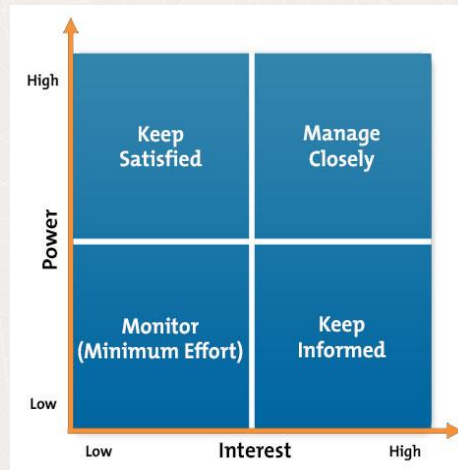 High
Keep
Satisfied
Manage
Closely
Power
Monitor
(Minimum Effort)
Keep
Informed
Low
Low
Interest
High